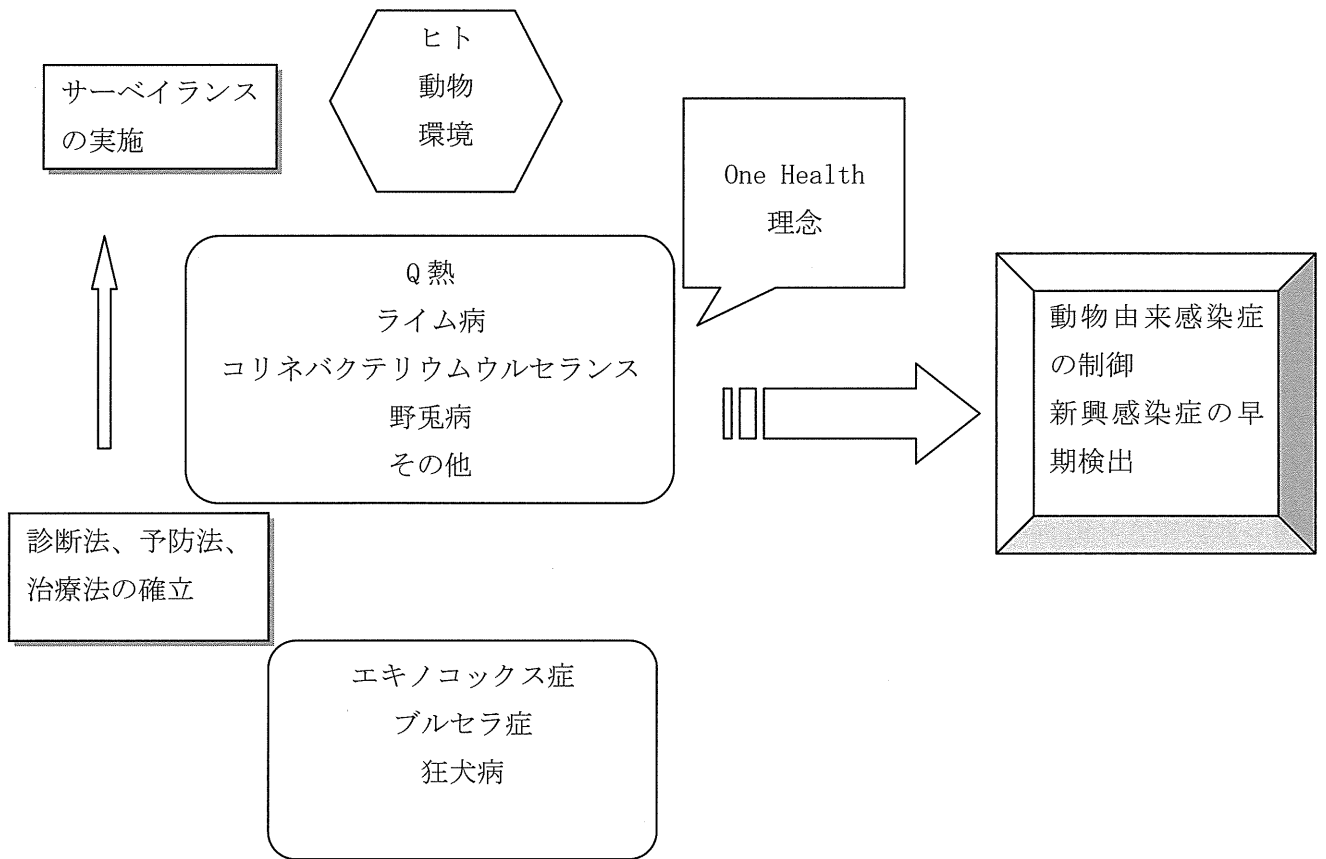 ヒト
動物
環境
サーベイランス
の実施
One Health
理念
Q熱
ライム病
コリネバクテリウムウルセランス
野兎病
その他
動物由来感染症
の制御
新興感染症の早
期検出
診断法、予防法、
治療法の確立
エキノコックス症
ブルセラ症
狂犬病